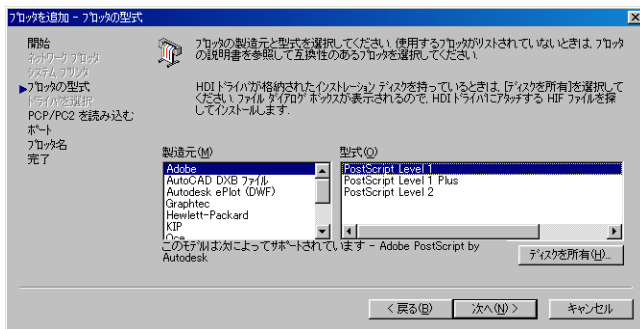 プロッタを追加 - プロッタの型式
開始
ネットワーク プロッタ
システム プリンタ
プロッタの型式
ドライバを選択
PCP/PC2 を読み込む
ポート
プロッタ名
完了
プロッタの製造元と型式を選択してください. 使用するプロッタがリストされていないときは, プロッタ
の説明書を参照して互換性のあるプロッタを選択してください.
HDI ドライバが格納されたインストレーション ディスクを持っているときは, [ディスクを所有]を選択して
ください. ファイル ダイアログ ボックスが表示されるので, HDI ドライバにアタッチする HIF ファイルを探
してインストールします.
製造元(M)
Adobe
AutoCAD DXB ファイル
Autodesk ePlot (DWF)
Graphtec
Hewlett-Packard
KIP
Oce
型式(O)
PostScript Level 1
PostScript Level 1 Plus
PostScript Level 2
このモデルは次によってサポートされています - Adobe PostScript by
Autodesk
ディスクを所有(H)...
< 戻る(B)
次へ(N) >
キャンセル